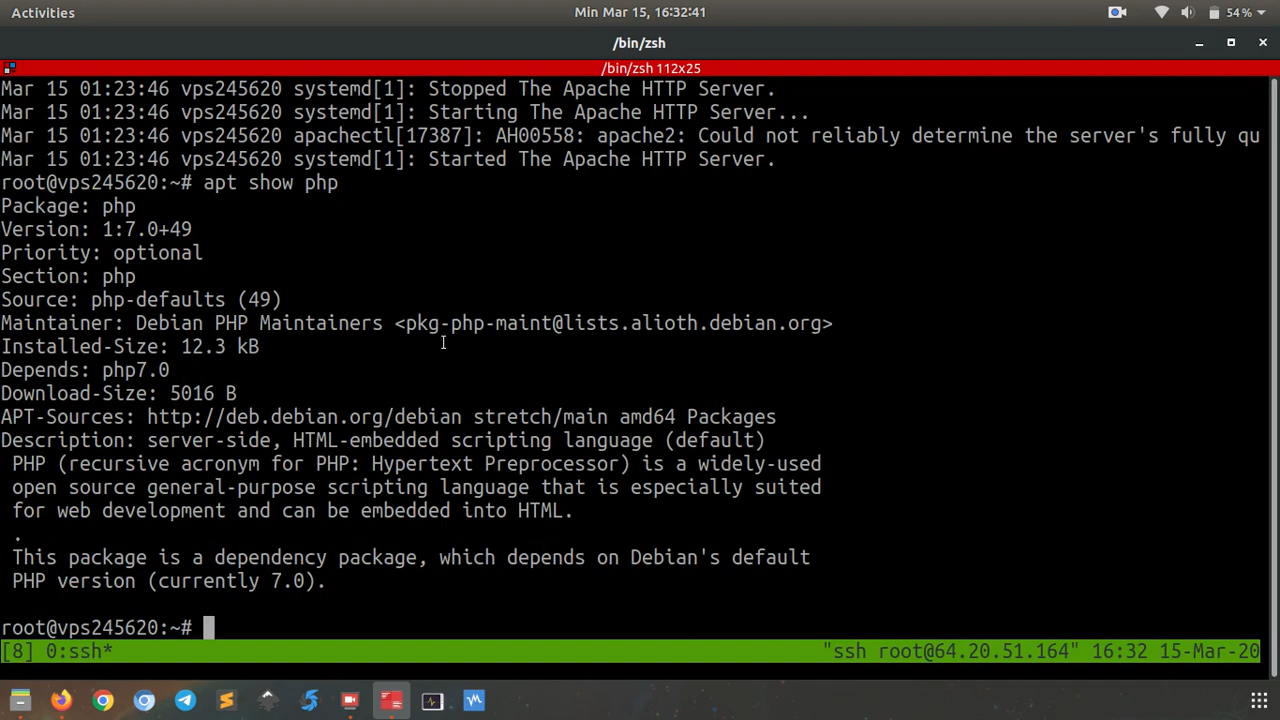 Activities
Min Mar 15, 16:32:41
54 %
/bin/zsh
/bin/zsh 112x25
Mar 15 01:23:46 vps245620 systemd[1]: Stopped The Apache HTTP Server.
Mar 15 01:23:46 vps245620 systemd[1]: Starting The Apache HTTP Server...
Mar 15 01:23:46 vps245620 apachectl[17387]: AH00558: apache2: Could not reliably determine the server's fully qu
Mar 15 01:23:46 vps245620 systemd[1]: Started The Apache HTTP Server.
root@vps245620:~# apt show php
Package: php
Version: 1:7.0+49
Priority: optional
Section: php
Source: php-defaults (49)
Maintainer: Debian PHP Maintainers <pkg-php-maint@lists.alioth.debian.org>
Installed-Size: 12.3 kB
Depends: php7.0
Download-Size: 5016 B
APT-Sources: http://deb.debian.org/debian stretch/main amd64 Packages
Description: server-side, HTML-embedded scripting language (default)
 PHP (recursive acronym for PHP: Hypertext Preprocessor) is a widely-used
 open source general-purpose scripting language that is especially suited
 for web development and can be embedded into HTML.
 .
 This package is a dependency package, which depends on Debian's default
 PHP version (currently 7.0).
root@vps245620:~#
[8] 0:ssh* "ssh root@64.20.51.164" 16:32 15-Mar-20